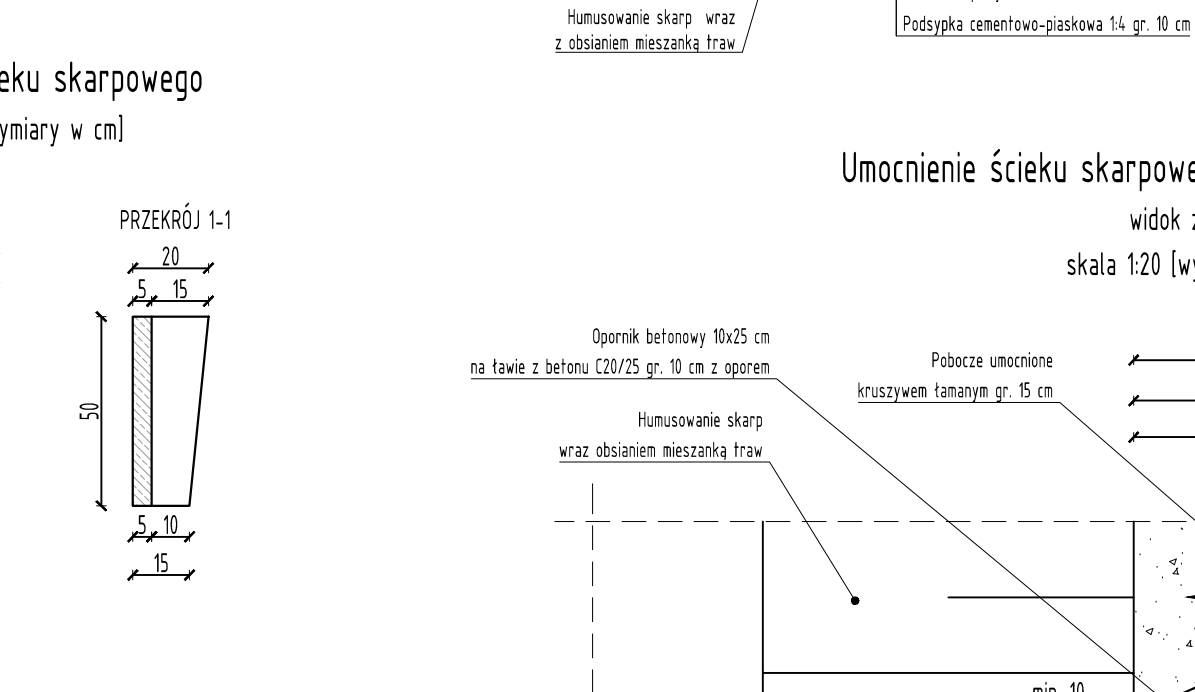 Humusowanie skarp wraz
z obsianiem mieszanką traw
Podsypka cementowo-piaskowa 1:4 gr. 10 cm
eku skarpowego
ymiary w cm]
PRZEKRÓJ 1-1
20
5 15
50
5 10
15
Umocnienie ścieku skarpowe
widok z
skala 1:20 [wy
Opornik betonowy 10x25 cm
na ławie z betonu C20/25 gr. 10 cm z oporem
Pobocze umocnione
kruszywem łamanym gr. 15 cm
Humusowanie skarp
wraz obsianiem mieszanką traw
min. 10